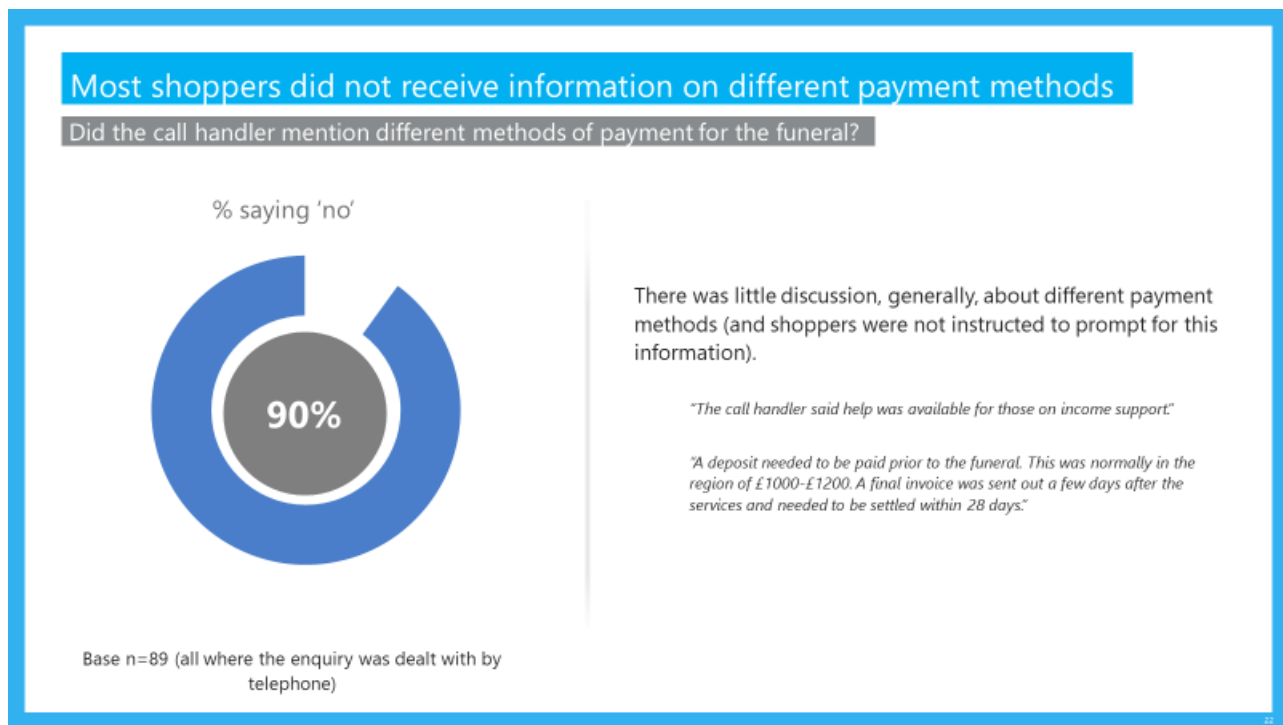 Most shoppers did not receive information on different payment methods
Did the call handler mention different methods of payment for the funeral?
% saying ‘no’
90%
Base n=89 (all where the enquiry was dealt with by
telephone)
There was little discussion, generally, about different payment
methods (and shoppers were not instructed to prompt for this
information).
“The call handler said help was available for those on income support.”
“A deposit needed to be paid prior to the funeral. This was normally in the
region of £1000-£1200. A final invoice was sent out a few days after the
services and needed to be settled within 28 days.”
22